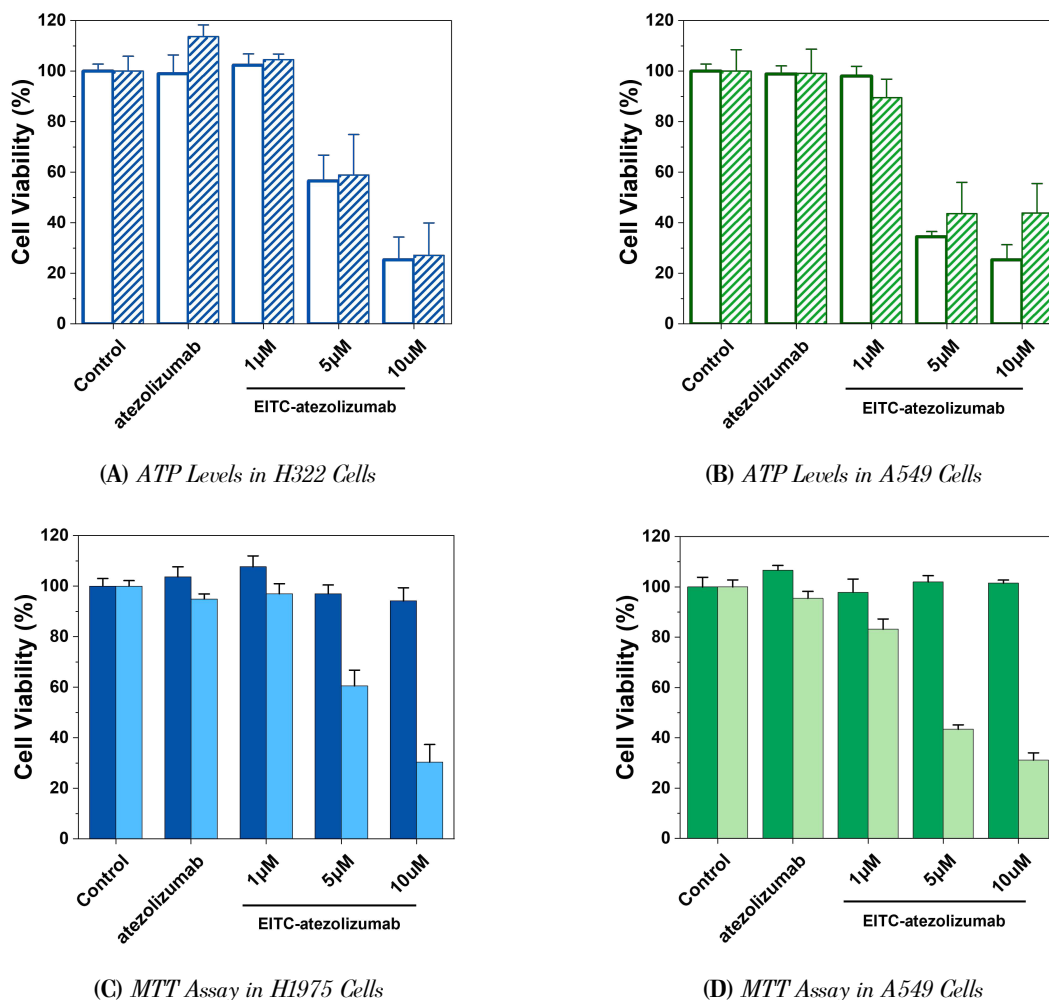 120
100
80
60
40
20
0
Cell Viability (%)
Control
atezolizumab
1µM
5µM
10uM
EITC-atezolizumab
(A) ATP Levels in H322 Cells
120
100
80
60
40
20
0
Cell Viability (%)
Control
atezolizumab
1µM
5µM
10µM
EITC-atezolizumab
(B) ATP Levels in A549 Cells
120
100
80
60
40
20
0
Cell Viability (%)
Control
atezolizumab
1µM
5µM
10uM
EITC-atezolizumab
(C) MTT Assay in H1975 Cells
120
100
80
60
40
20
0
Cell Viability (%)
Control
atezolizumab
1µM
5µM
10uM
EITC-atezolizumab
(D) MTT Assay in A549 Cells